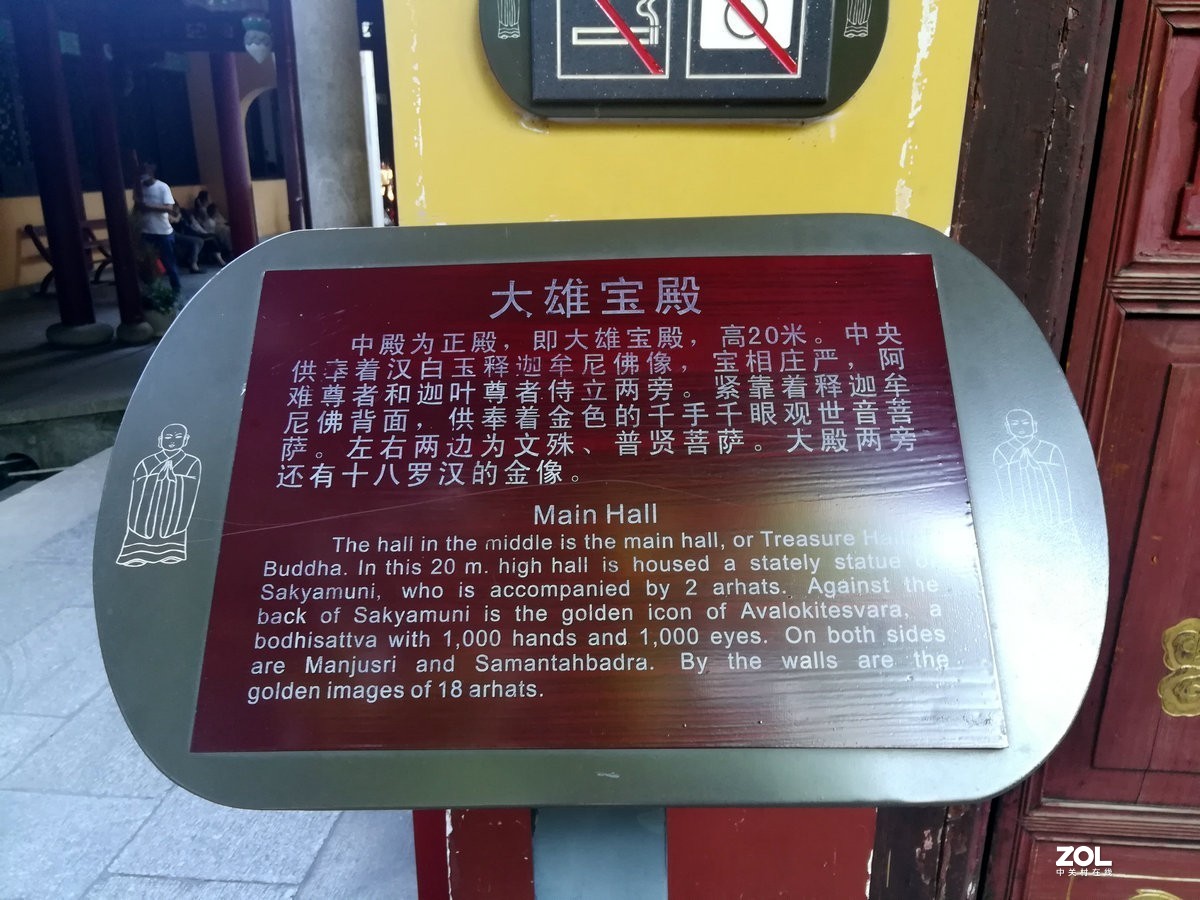 大雄宝殿
中殿为正殿，即大雄宝殿，高20米。中央
供奉着汉白玉释迦牟尼佛像，宝相庄严，阿
难尊者和迦叶尊者侍立两旁。紧靠着释迦牟
尼佛背面，供奉着金色的千手千眼观世音菩
萨。左右两边为文殊、普贤菩萨。大殿两旁
还有十八罗汉的金像。
Main Hall
The hall in the middle is the main hall, or Treasure
Buddha. In this 20 m. high hall is housed a stately statue
Sakyamuni, who is accompanied by 2 arhats. Against the
back of Sakyamuni is the golden icon of Avalokitesvara, a
bodhisattva with 1,000 hands and 1,000 eyes. On both sides
are Manjusri and Samantahbadra. By the walls are the
golden images of 18 arhats.
ZOL
中关村在线